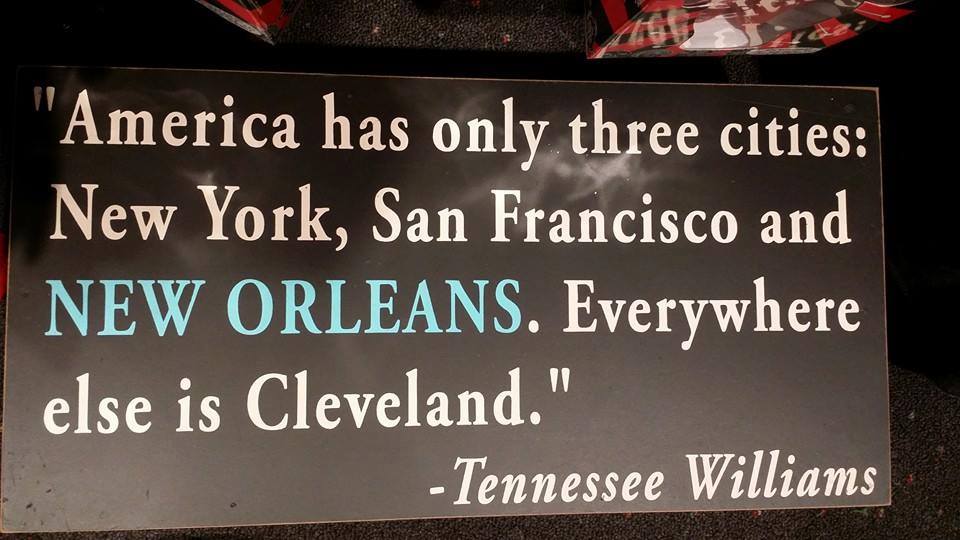 "America has only three cities:
New York, San Francisco and
NEW ORLEANS. Everywhere
else is Cleveland."
-Tennessee Williams